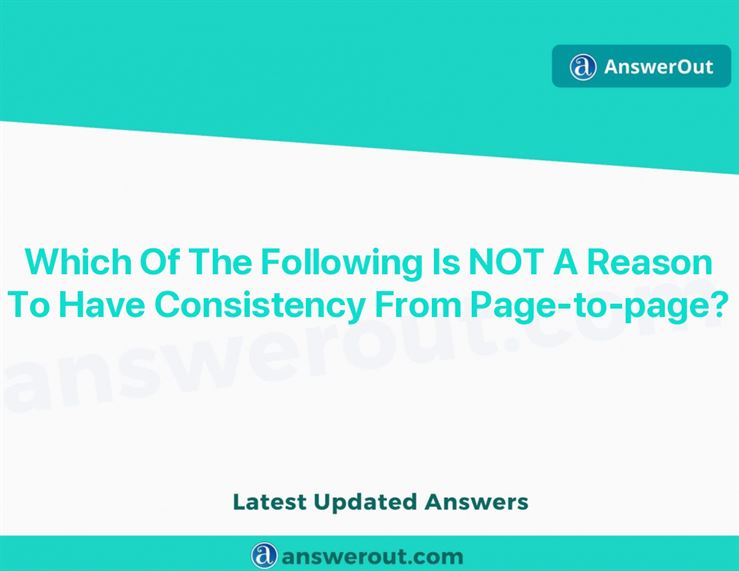 AnswerOut
Which Of The Following Is NOT A Reason
To Have Consistency From Page-to-page?
answerout.com
Latest Updated Answers
answerout.com